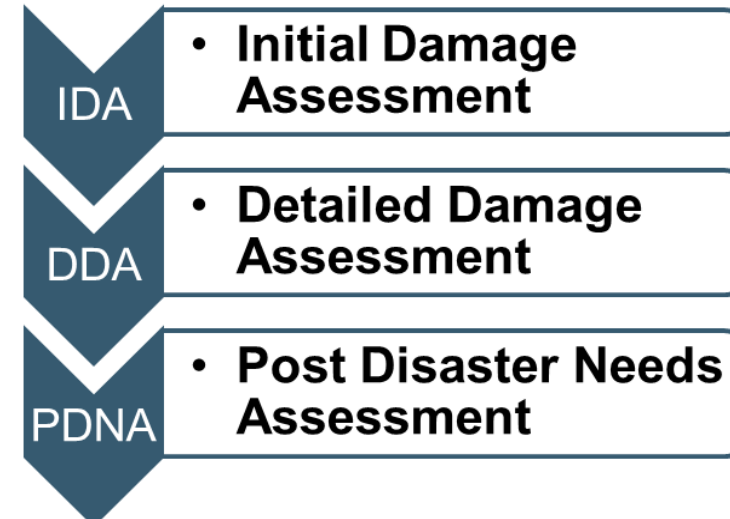 IDA
• Initial Damage
Assessment
DDA
• Detailed Damage
Assessment
PDNA
• Post Disaster Needs
Assessment